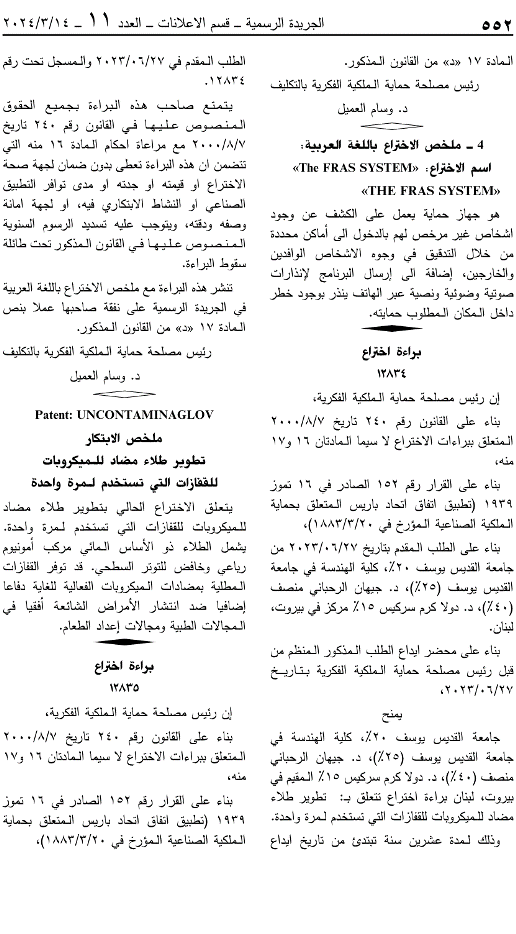 ٥٥٢
الجريدة الرسمية ــ قسم الاعلانات ــ العدد ١١ ــ ٢٠٢٤/٣/١٤
المادة ١٧ «د» من القانون المذكور.
رئيس مصلحة حماية الملكية الفكرية بالتكليف
د. وسام العميل
4 ــ ملخص الاختراع باللغة العربية:
اسم الاختراع: «The FRAS SYSTEM»
«THE FRAS SYSTEM»
هو جهاز حماية يعمل على الكشف عن وجود
اشخاص غير مرخص لهم بالدخول الى أماكن محددة
من خلال التدقيق في وجوه الاشخاص الوافدين
والخارجين، إضافة الى إرسال البرنامج لإنذارات
صوتية وضوئية ونصية عبر الهاتف ينذر بوجود خطر
داخل المكان المطلوب حمايته.
براءة اختراع
١٢٨٣٤
إن رئيس مصلحة حماية الملكية الفكرية،
بناء على القانون رقم ٢٤٠ تاريخ ٢٠٠٠/٨/٧
المتعلق ببراءات الاختراع لا سيما المادتان ١٦ و١٧
منه،
بناء على القرار رقم ١٥٢ الصادر في ١٦ تموز
١٩٣٩ (تطبيق اتفاق اتحاد باريس المتعلق بحماية
الملكية الصناعية المؤرخ في ١٨٨٣/٣/٢٠)،
بناء على الطلب المقدم بتاريخ ٢٠٢٣/٠٦/٢٧ من
جامعة القديس يوسف ٢٠٪، كلية الهندسة في جامعة
القديس يوسف (٢٥٪)، د. جيهان الرحباني منصف
(٤٠٪)، د. دولا كرم سركيس ١٥٪ مركز في بيروت،
لبنان.
بناء على محضر ايداع الطلب المذكور المنظم من
قبل رئيس مصلحة حماية الملكية الفكرية بتاريخ
٢٠٢٣/٠٦/٢٧،
يمنح
جامعة القديس يوسف ٢٠٪، كلية الهندسة في
جامعة القديس يوسف (٢٥٪)، د. جيهان الرحباني
منصف (٤٠٪)، د. دولا كرم سركيس ١٥٪ المقيم في
بيروت، لبنان براءة اختراع تتعلق بـ: تطوير طلاء
مضاد للميكروبات للقفازات التي تستخدم لمرة واحدة.
وذلك لمدة عشرين سنة تبتدئ من تاريخ ايداع
الطلب المقدم في ٢٠٢٣/٠٦/٢٧ والمسجل تحت رقم
١٢٨٣٤.
يتمتع صاحب هذه البراءة بجميع الحقوق
المنصوص عليها في القانون رقم ٢٤٠ تاريخ
٢٠٠٠/٨/٧ مع مراعاة احكام المادة ١٦ منه التي
تتضمن ان هذه البراءة تعطى بدون ضمان لجهة صحة
الاختراع او قيمته او جدته او مدى توافر التطبيق
الصناعي او النشاط الابتكاري فيه، او لجهة امانة
وصفه ودقته، ويتوجب عليه تسديد الرسوم السنوية
المنصوص عليها في القانون المذكور تحت طائلة
سقوط البراءة.
تنشر هذه البراءة مع ملخص الاختراع باللغة العربية
في الجريدة الرسمية على نفقة صاحبها عملا بنص
المادة ١٧ «د» من القانون المذكور.
رئيس مصلحة حماية الملكية الفكرية بالتكليف
د. وسام العميل
Patent: UNCONTAMINAGLOV
ملخص الابتكار
تطوير طلاء مضاد للميكروبات
للقفازات التي تستخدم لمرة واحدة
يتعلق الاختراع الحالي بتطوير طلاء مضاد
للميكروبات للقفازات التي تستخدم لمرة واحدة.
يشمل الطلاء ذو الأساس المائي مركب أمونيوم
رباعي وخافض للتوتر السطحي. قد توفر القفازات
المطلية بمضادات الميكروبات الفعالية للغاية دفاعا
إضافيا ضد انتشار الأمراض الشائعة أفقيا في
المجالات الطبية ومجالات إعداد الطعام.
براءة اختراع
١٢٨٣٥
إن رئيس مصلحة حماية الملكية الفكرية،
بناء على القانون رقم ٢٤٠ تاريخ ٢٠٠٠/٨/٧
المتعلق ببراءات الاختراع لا سيما المادتان ١٦ و١٧
منه،
بناء على القرار رقم ١٥٢ الصادر في ١٦ تموز
١٩٣٩ (تطبيق اتفاق اتحاد باريس المتعلق بحماية
الملكية الصناعية المؤرخ في ١٨٨٣/٣/٢٠)،